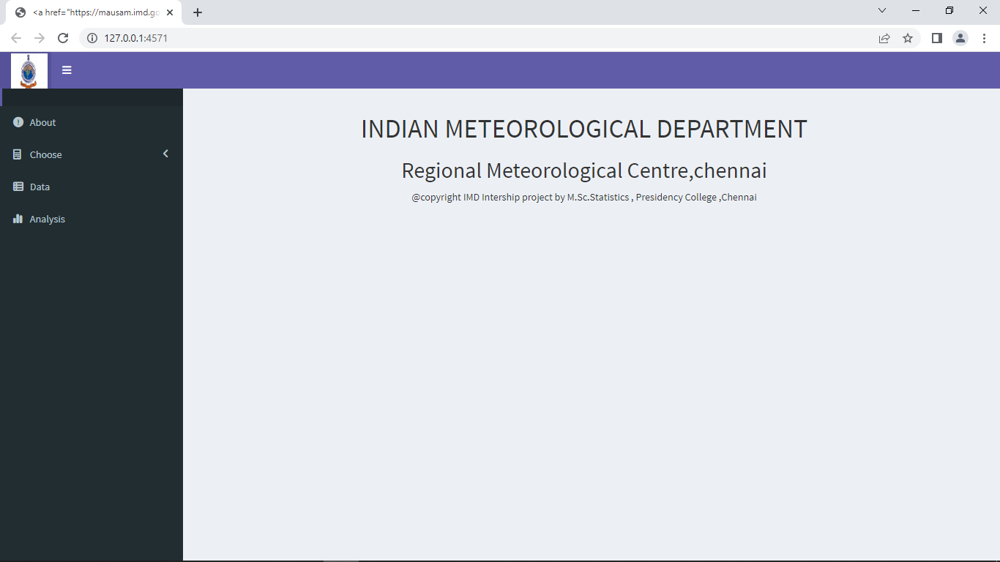 <a href="https://mausam.imd.go
127.0.0.1:4571
About
INDIAN METEOROLOGICAL DEPARTMENT
Choose
Regional Meteorological Centre,chennai
Data
@copyright IMD Intership project by M.Sc.Statistics , Presidency College ,Chennai
Analysis